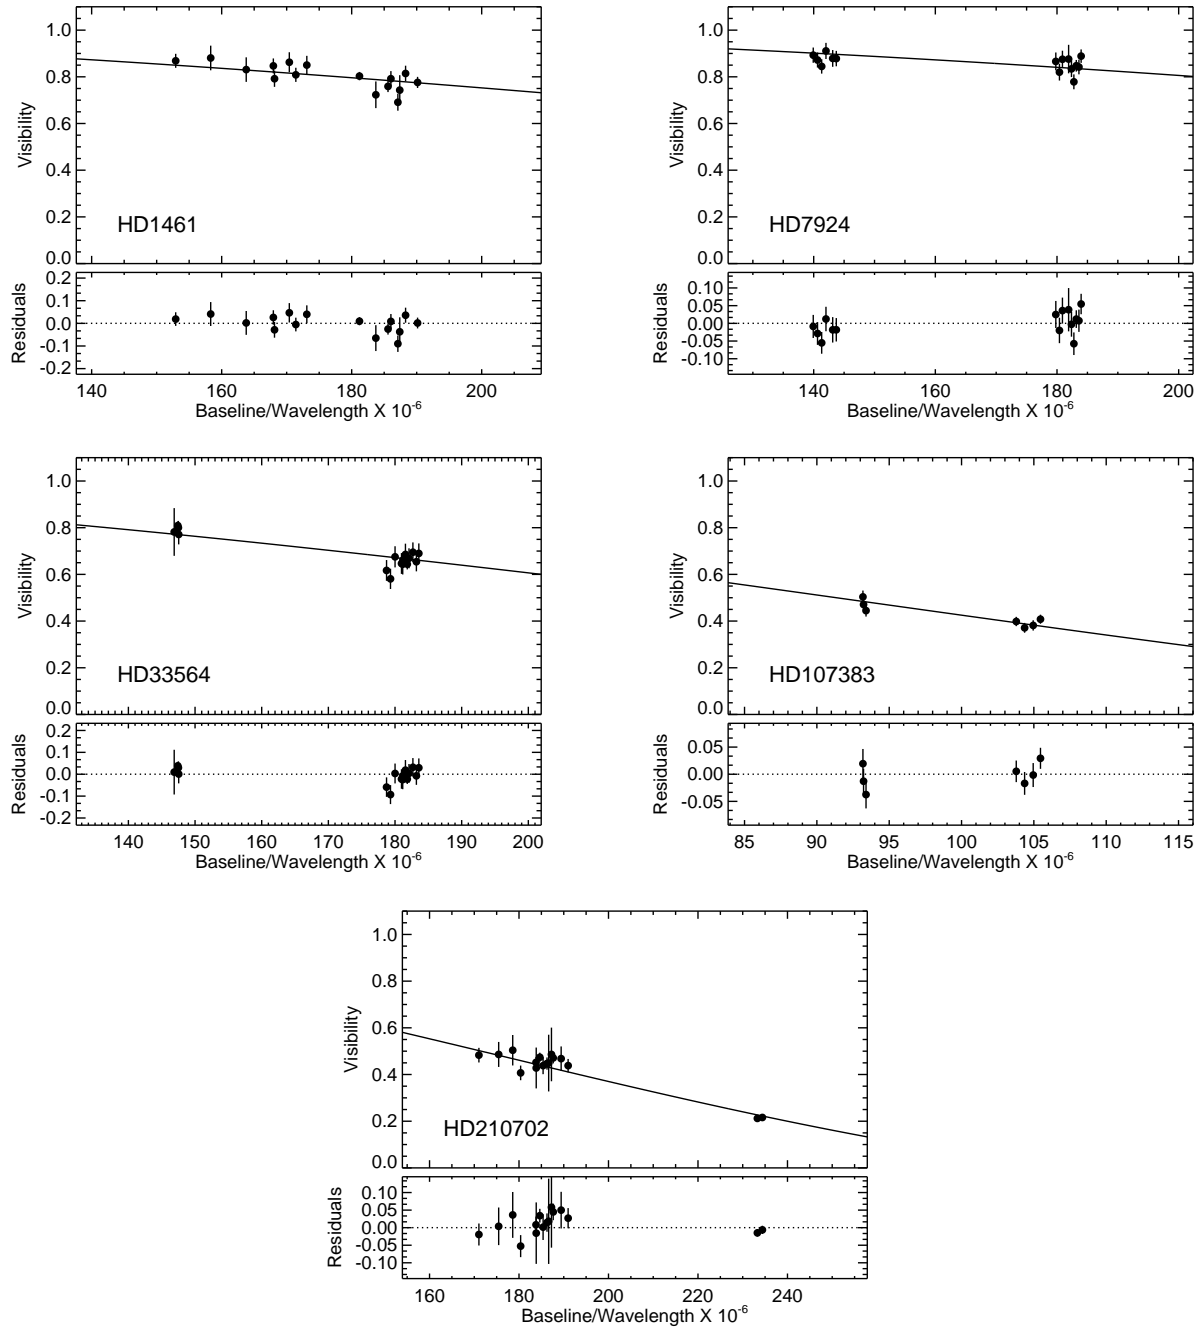 1.0
0.8
0.6
0.4
0.2
0.0
Visibility
HD1461
0.2
0.1
0.0
-0.1
-0.2
Residuals
140 160 180 200
Baseline/Wavelength X 10^-6
1.0
0.8
0.6
0.4
0.2
0.0
Visibility
HD7924
0.10
0.05
0.00
-0.05
-0.10
Residuals
140 160 180 200
Baseline/Wavelength X 10^-6
1.0
0.8
0.6
0.4
0.2
0.0
Visibility
HD33564
0.2
0.1
0.0
-0.1
-0.2
Residuals
140 150 160 170 180 190 200
Baseline/Wavelength X 10^-6
1.0
0.8
0.6
0.4
0.2
0.0
Visibility
HD107383
0.05
0.00
-0.05
Residuals
85 90 95 100 105 110 115
Baseline/Wavelength X 10^-6
1.0
0.8
0.6
0.4
0.2
0.0
Visibility
HD210702
0.10
0.05
0.00
-0.05
-0.10
Residuals
160 180 200 220 240
Baseline/Wavelength X 10^-6